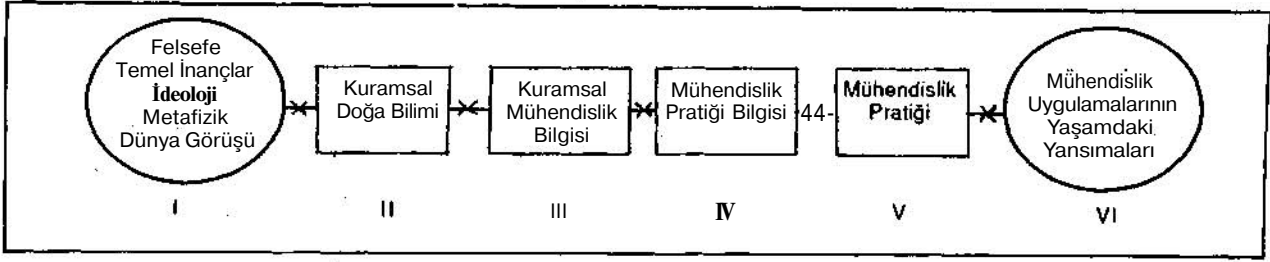 Felsefe
Temel İnançlar
İdeoloji
Metafizik
Dünya Görüşü
Kuramsal
Doğa Bilimi
Kuramsal
Mühendislik
Bilgisi
Mühendislik
Pratiği Bilgisi
44-
Mühendislik
Pratiği
Mühendislik
Uygulamalarının
Yaşamdaki
Yansımaları
I
II
III
IV
V
VI